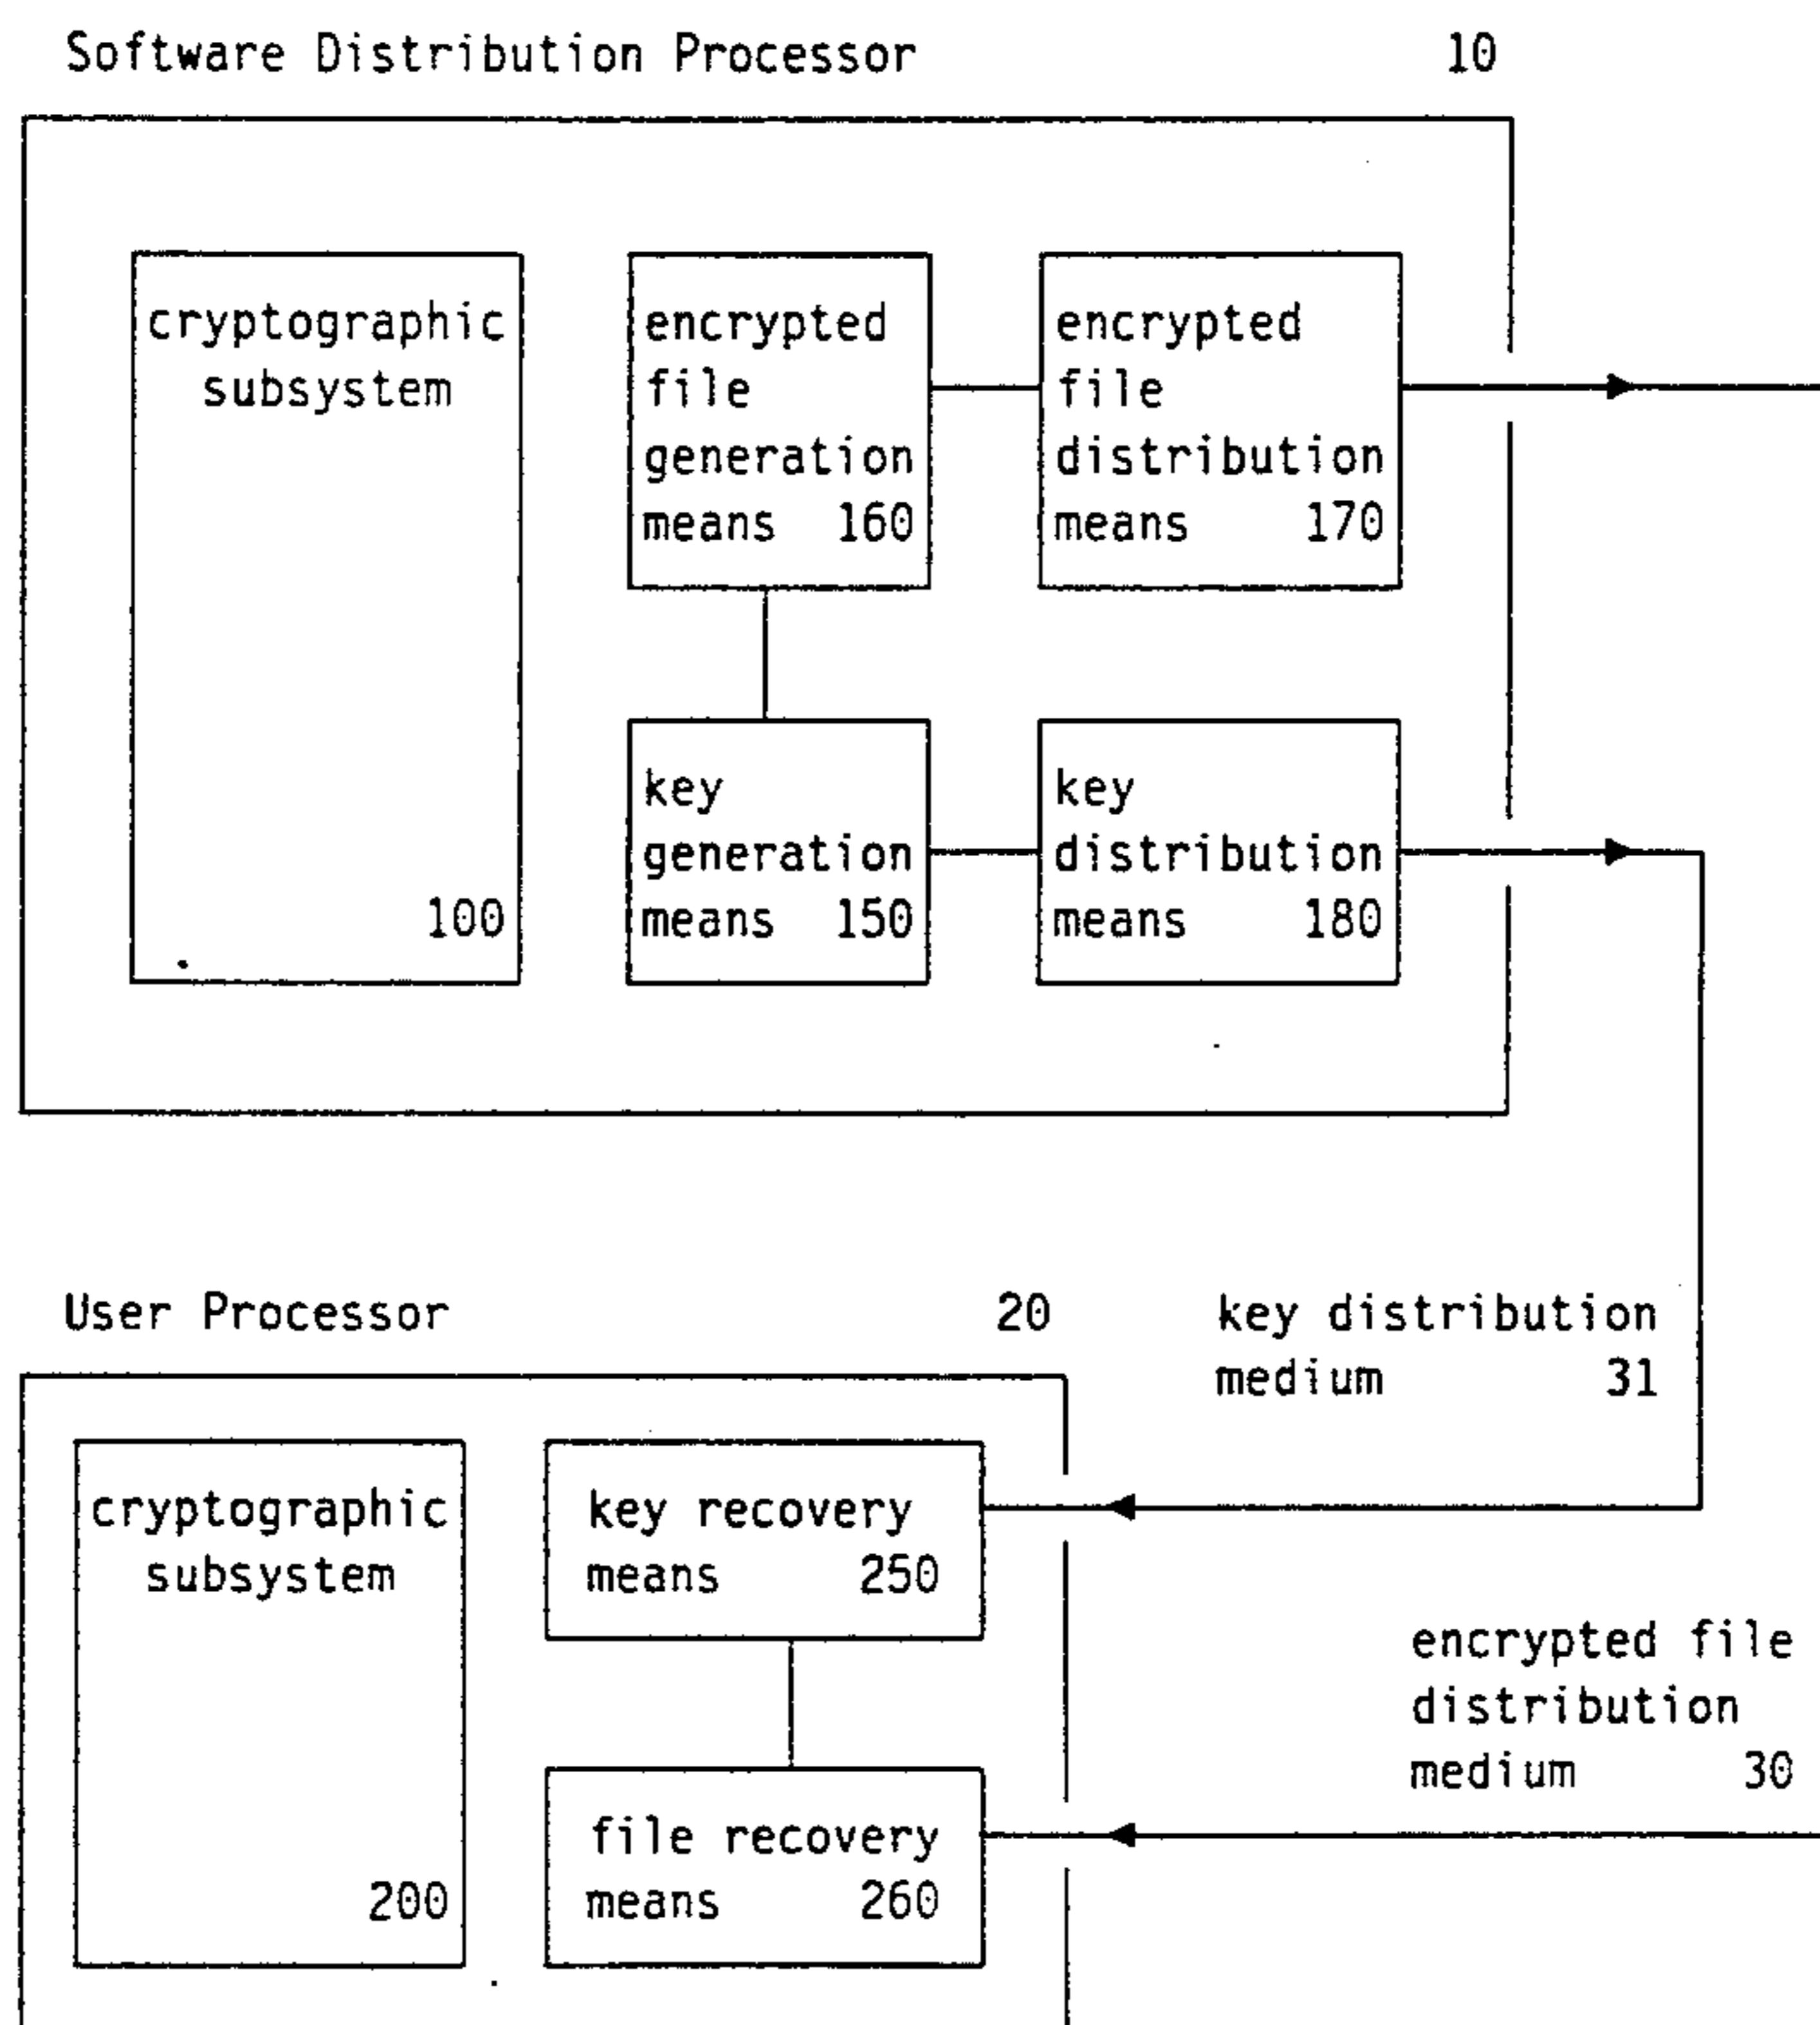 Software Distribution Processor 10
cryptographic
subsystem
100
encrypted
file
generation
means 160
encrypted
file
distribution
means 170
key
generation
means 150
key
distribution
means 180
User Processor 20
key distribution
medium 31
cryptographic
subsystem
200
key recovery
means 250
encrypted file
distribution
medium 30
file recovery
means 260